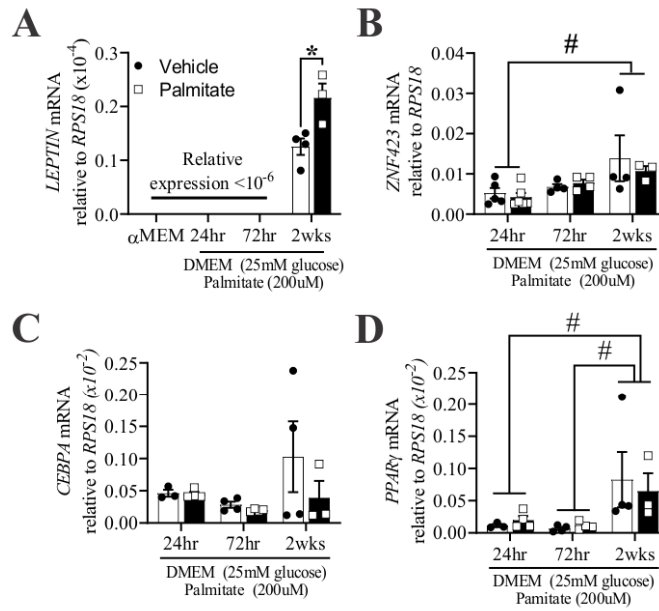 A
LEPTIN mRNA
relative to RPS18 (x10-4)
0.3
0.2
0.1
0.0
Vehicle
Palmitate
*
Relative
expression <10-6
αMEM 24hr 72hr 2wks
DMEM (25mM glucose)
Palmitate (200uM)
B
ZNF423 mRNA
relative to RPS18
0.04
0.03
0.02
0.01
0.00
#
24hr 72hr 2wks
DMEM (25mM glucose)
Palmitate (200uM)
C
CEBPA mRNA
relative to RPS18 (x10-2)
0.25
0.20
0.15
0.10
0.05
0.00
24hr 72hr 2wks
DMEM (25mM glucose)
Palmitate (200uM)
D
PPARγ mRNA
relative to RPS18 (x10-2)
0.25
0.20
0.15
0.10
0.05
0.00
#
#
24hr 72hr 2wks
DMEM (25mM glucose)
Pamitate (200uM)